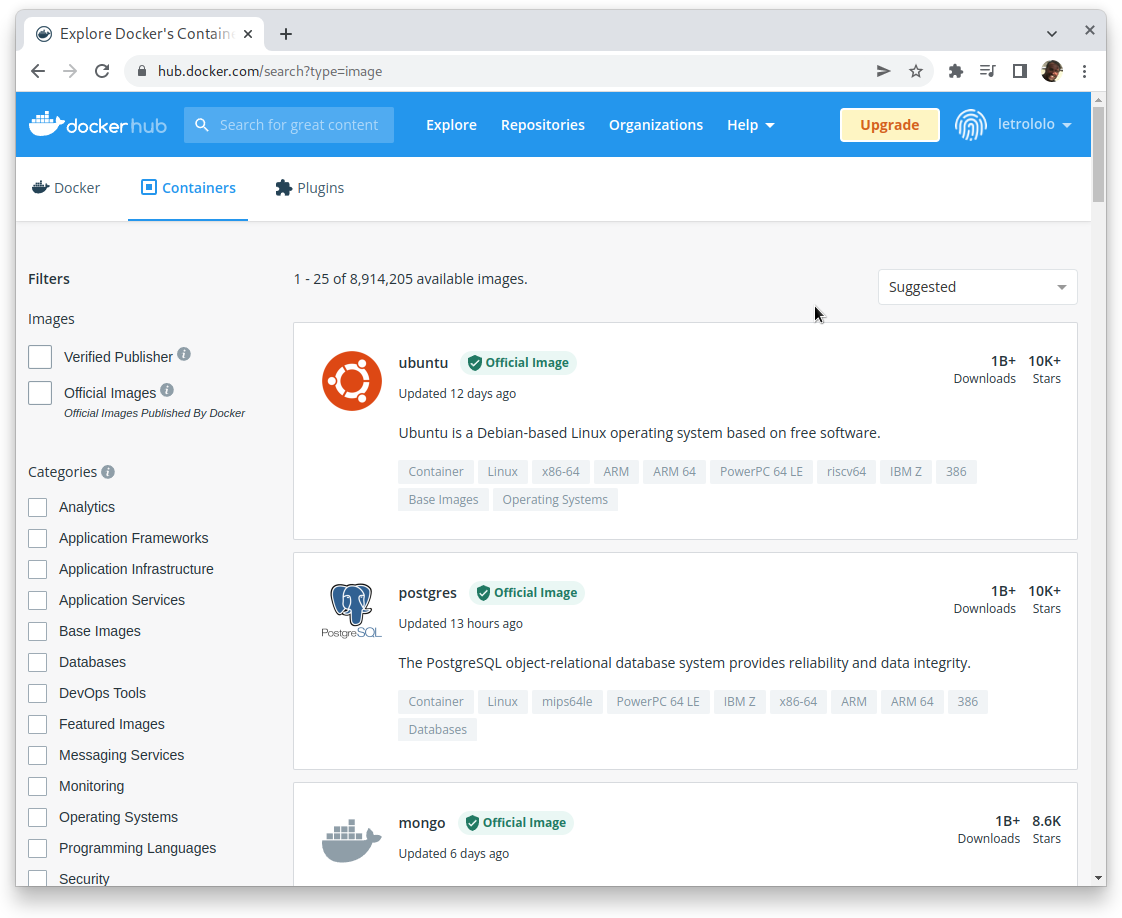 Explore Docker's Contain
hub.docker.com/search?type=image
docker hub
Search for great content
Explore
Repositories
Organizations
Help
Upgrade
letrololo
Docker
Containers
Plugins
Filters
Images
Verified Publisher
Official Images
Official Images Published By Docker
Categories
Analytics
Application Frameworks
Application Infrastructure
Application Services
Base Images
Databases
DevOps Tools
Featured Images
Messaging Services
Monitoring
Operating Systems
Programming Languages
Security
1 - 25 of 8,914,205 available images.
Suggested
ubuntu
Official Image
Updated 12 days ago
1B+ 10K+
Downloads Stars
Ubuntu is a Debian-based Linux operating system based on free software.
Container Linux x86-64 ARM ARM 64 PowerPC 64 LE riscv64 IBM Z 386
Base Images Operating Systems
PostgreSQL
postgres
Official Image
Updated 13 hours ago
1B+ 10K+
Downloads Stars
The PostgreSQL object-relational database system provides reliability and data integrity.
Container Linux mips64le PowerPC 64 LE IBM Z x86-64 ARM ARM 64 386
Databases
mongo
Official Image
Updated 6 days ago
1B+ 8.6K
Downloads Stars